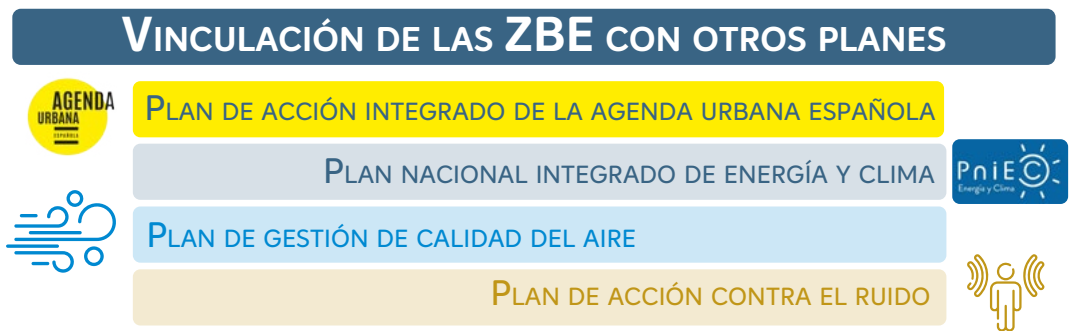 VINCULACIÓN DE LAS ZBE CON OTROS PLANES
AGENDA
URBANA
ESPAÑOLA
PLAN DE ACCIÓN INTEGRADO DE LA AGENDA URBANA ESPAÑOLA
PLAN NACIONAL INTEGRADO DE ENERGÍA Y CLIMA
PniEC
Energía y Clima
PLAN DE GESTIÓN DE CALIDAD DEL AIRE
PLAN DE ACCIÓN CONTRA EL RUIDO